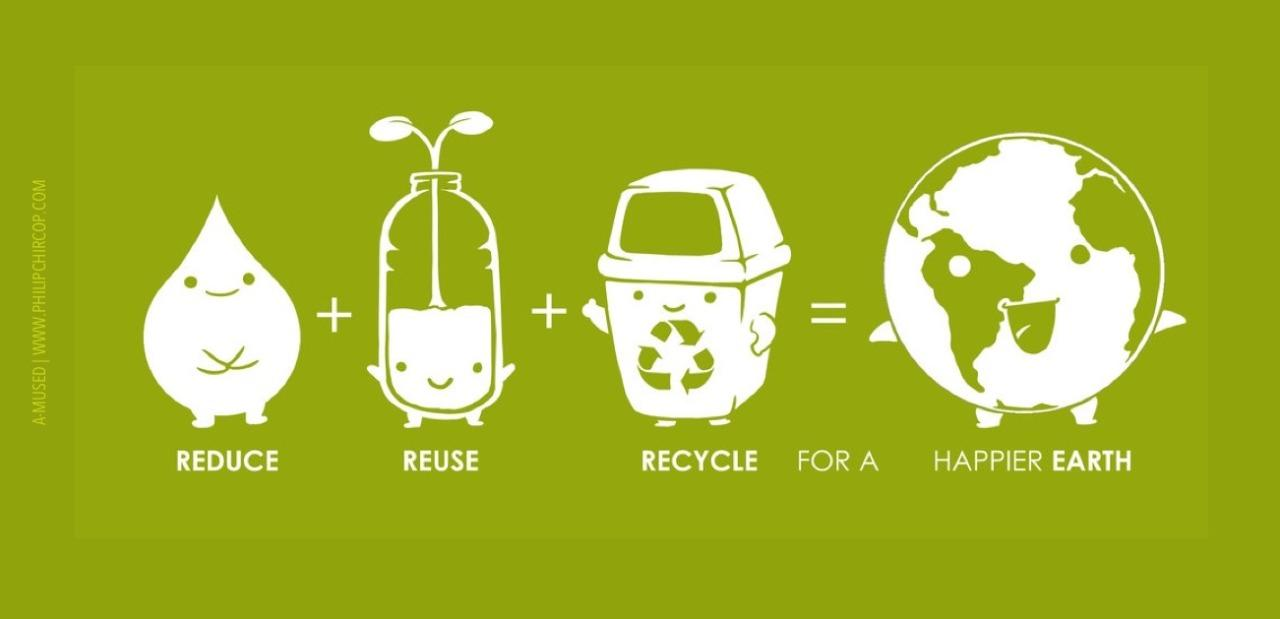 A-MUSED | WWW.PHILIPCHIRCOP.COM
+ + =
REDUCE REUSE RECYCLE FOR A HAPPIER EARTH